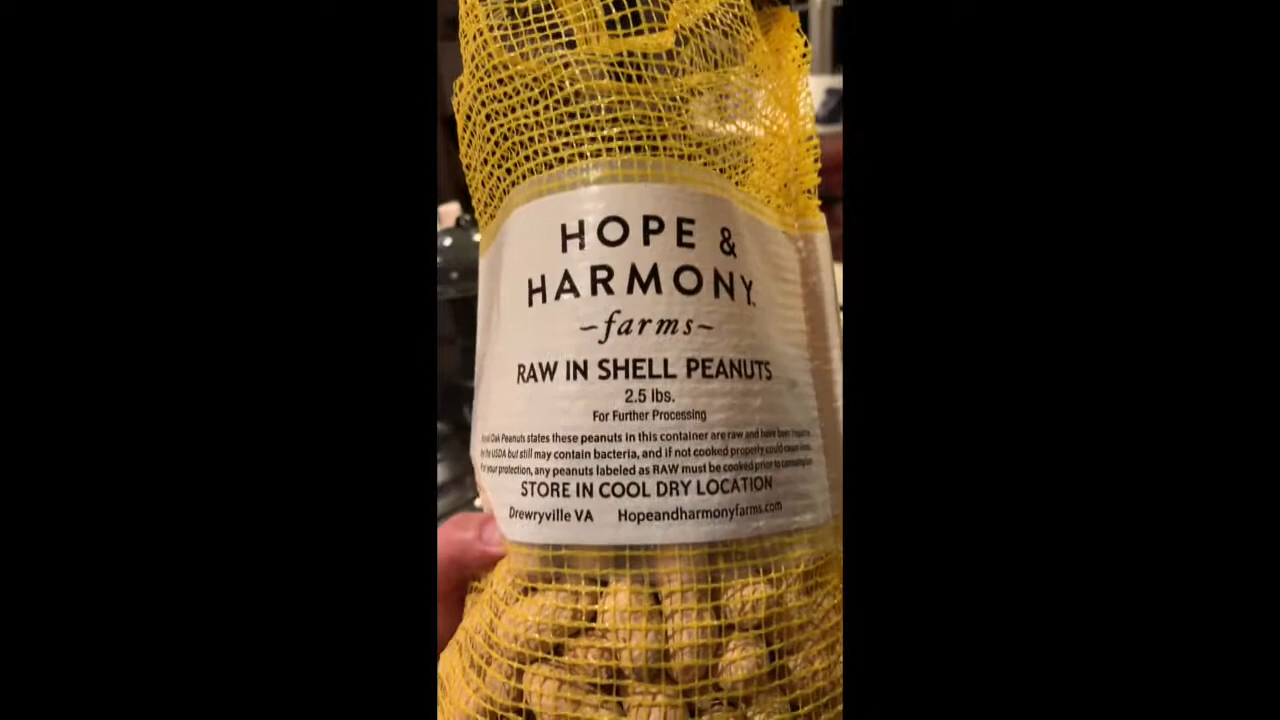 HOPE &
HARMONY
~farms~
RAW IN SHELL PEANUTS
2.5 lbs.
For Further Processing
Oak Peanuts states these peanuts in this container are raw and have been
the USDA but still may contain bacteria, and if not cooked properly could cause
For your protection, any peanuts labeled as RAW must be cooked prior to
STORE IN COOL DRY LOCATION
Drewryville VA Hopeandharmonyfarms.com